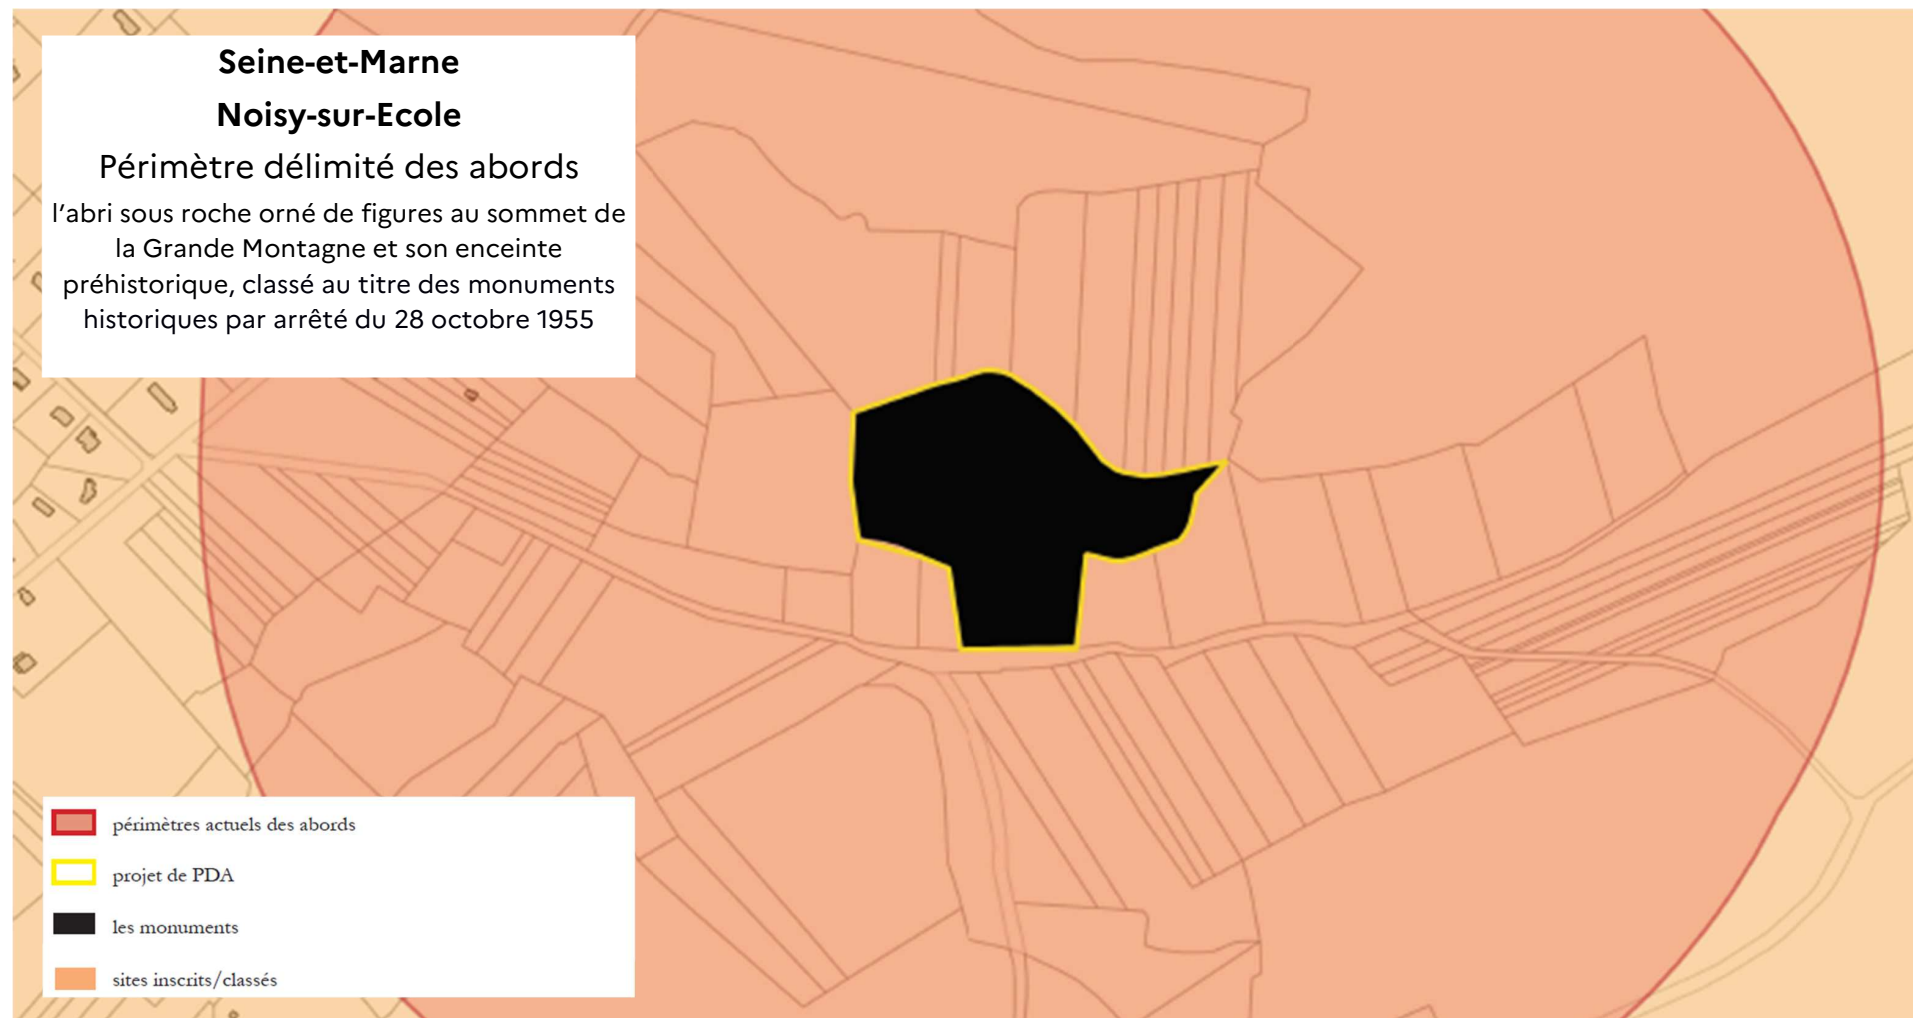 Seine-et-Marne
Noisy-sur-Ecole
Périmètre délimité des abords
l'abri sous roche orné de figures au sommet de
la Grande Montagne et son enceinte
préhistorique, classé au titre des monuments
historiques par arrêté du 28 octobre 1955
périmètres actuels des abords
projet de PDA
les monuments
sites inscrits/classés